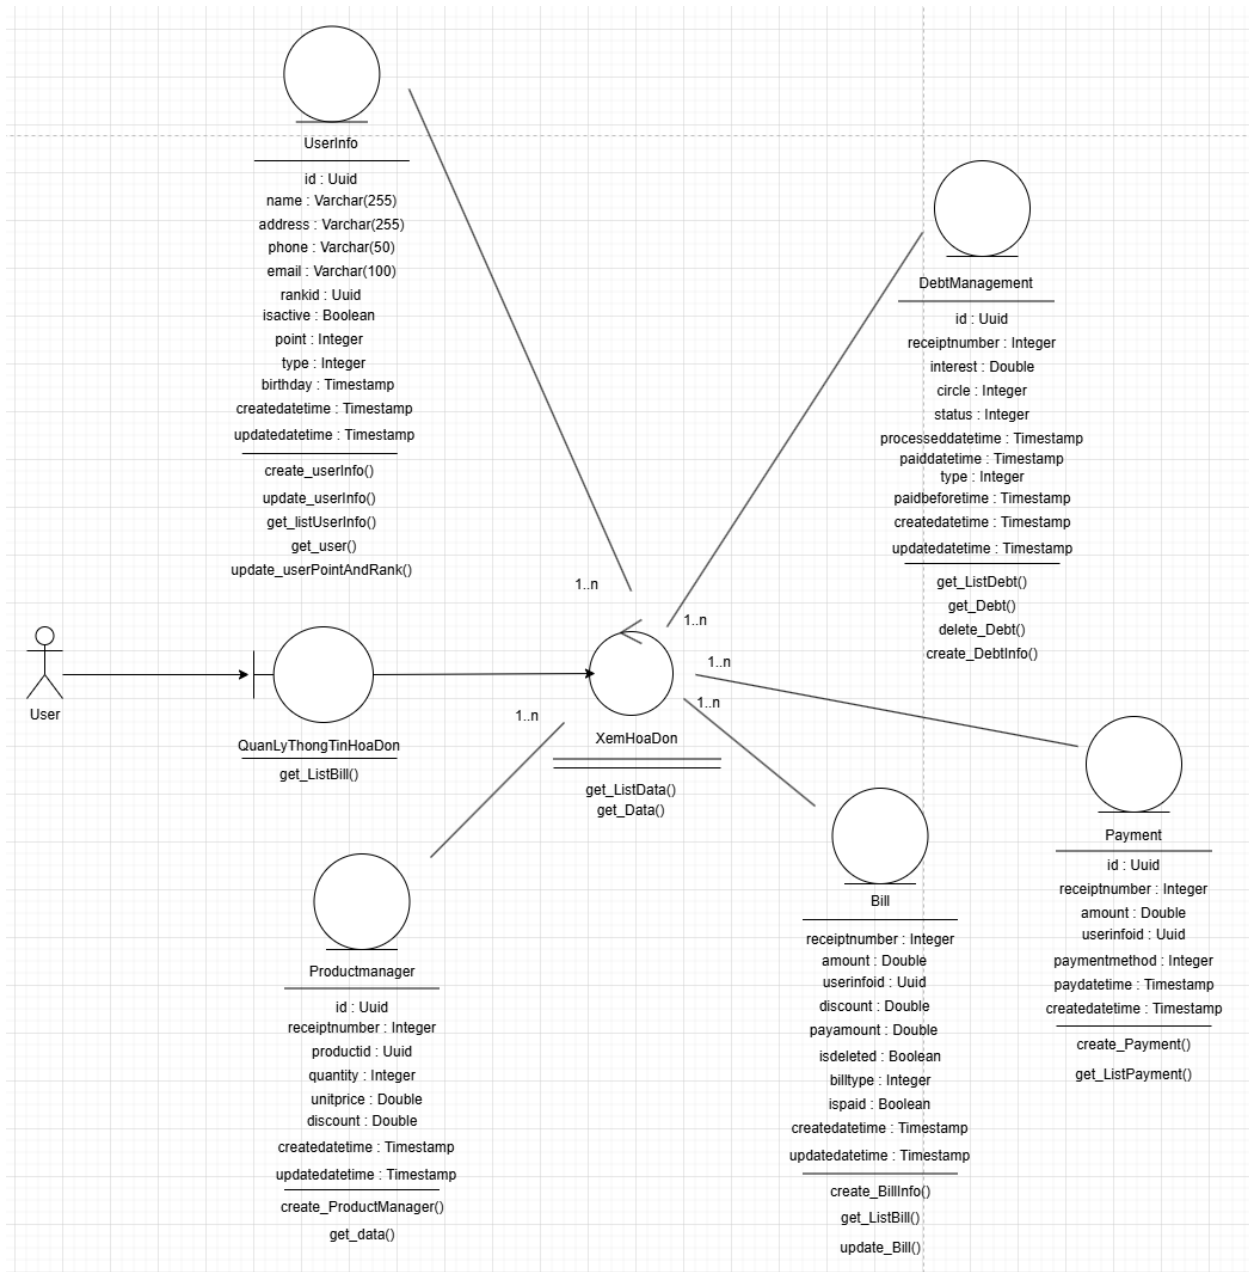 UserInfo
id : Uuid
name : Varchar(255)
address : Varchar(255)
phone : Varchar(50)
email : Varchar(100)
rankid : Uuid
isactive : Boolean
point : Integer
type : Integer
birthday : Timestamp
createdatetime : Timestamp
updatedatetime : Timestamp
create_userInfo()
update_userInfo()
get_listUserInfo()
get_user()
update_userPointAndRank()
DebtManagement
id : Uuid
receiptnumber : Integer
interest : Double
circle : Integer
status : Integer
processeddatetime : Timestamp
paiddatetime : Timestamp
type : Integer
paidbeforetime : Timestamp
createdatetime : Timestamp
updatedatetime : Timestamp
get_ListDebt()
get_Debt()
delete_Debt()
create_DebtInfo()
1..n
1..n
1..n
1..n
1..n
User
QuanLyThongTinHoaDon
get_ListBill()
XemHoaDon
get_ListData()
get_Data()
Productmanager
id : Uuid
receiptnumber : Integer
productid : Uuid
quantity : Integer
unitprice : Double
discount : Double
createdatetime : Timestamp
updatedatetime : Timestamp
create_ProductManager()
get_data()
Bill
receiptnumber : Integer
amount : Double
userinfoid : Uuid
discount : Double
payamount : Double
isdeleted : Boolean
billtype : Integer
ispaid : Boolean
createdatetime : Timestamp
updatedatetime : Timestamp
create_BillInfo()
get_ListBill()
update_Bill()
Payment
id : Uuid
receiptnumber : Integer
amount : Double
userinfoid : Uuid
paymentmethod : Integer
paydatetime : Timestamp
createdatetime : Timestamp
create_Payment()
get_ListPayment()